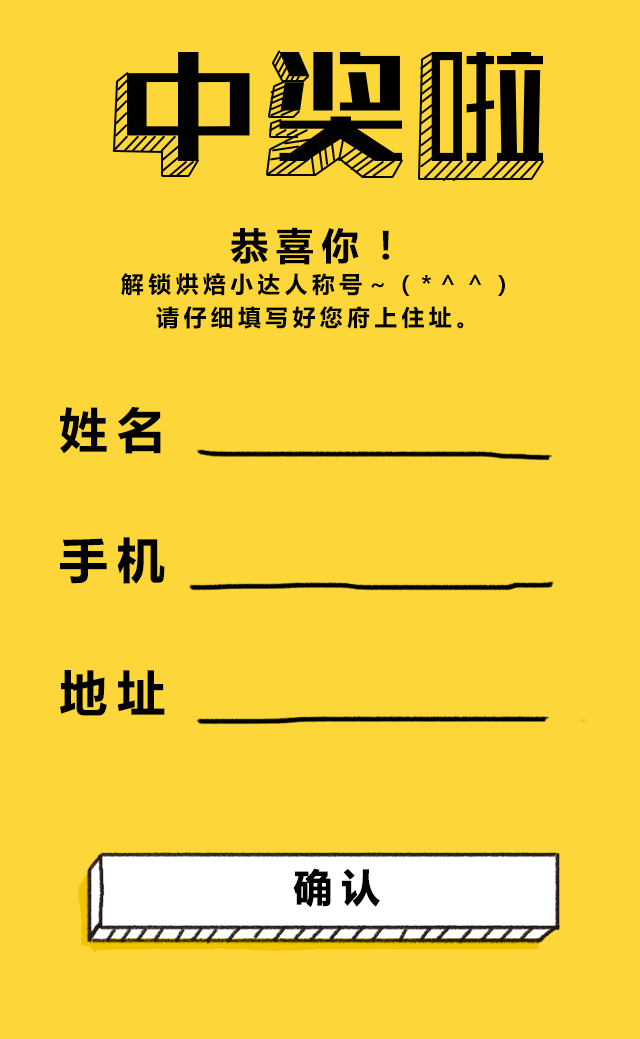 中奖啦
恭喜你！
解锁烘焙小达人称号~（*^ ^ ）
请仔细填写好您府上住址。
姓名
手机
地址
确认